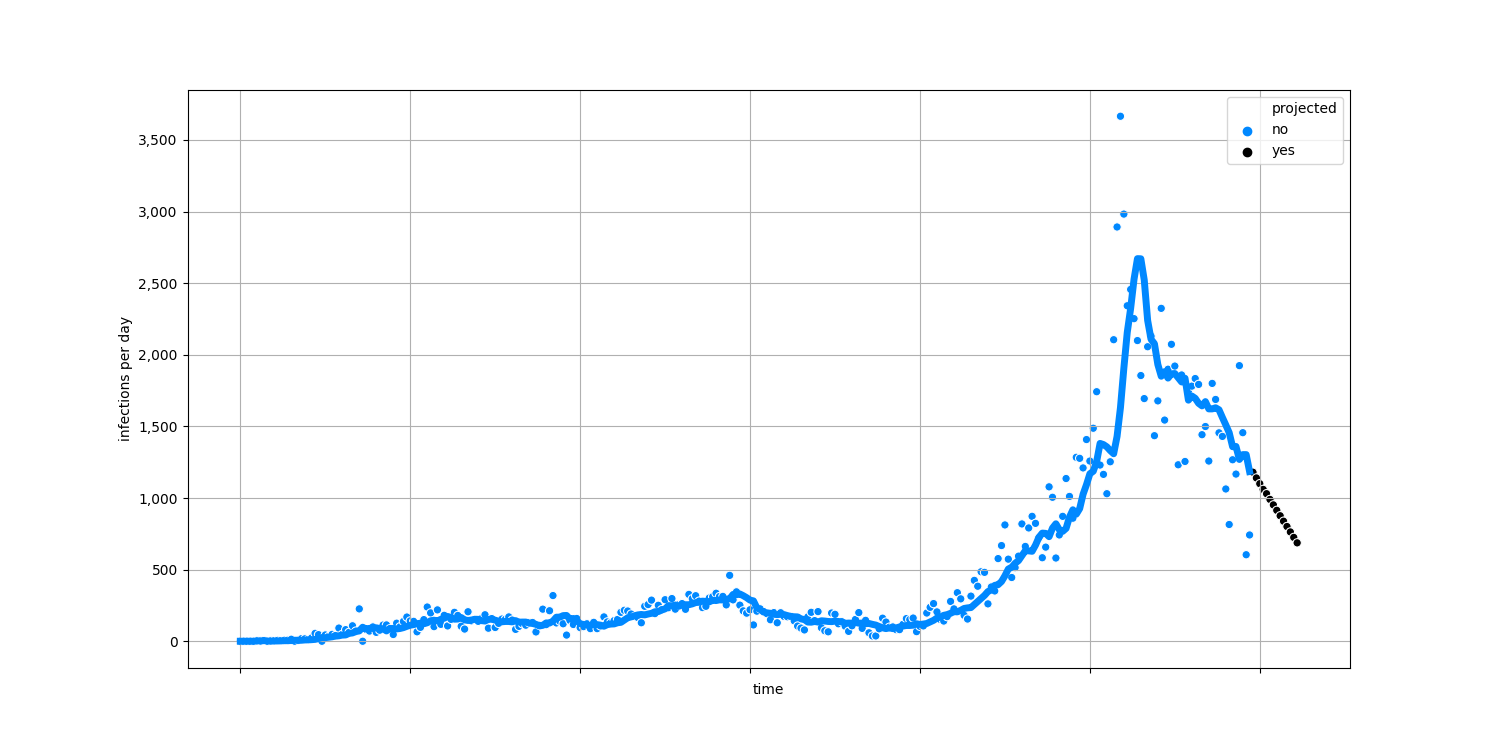 projected
no
yes
3,500
3,000
2,500
2,000
1,500
1,000
500
0
infections per day
time